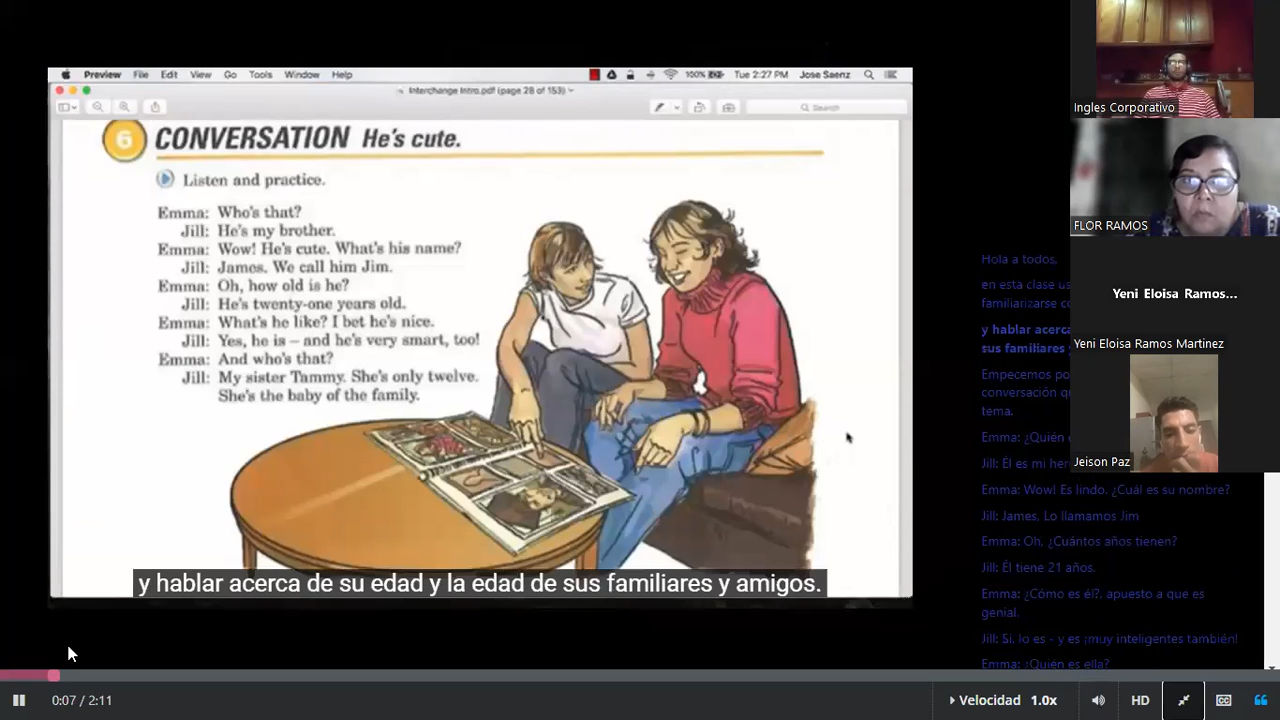 Preview File Edit View Go Tools Window Help
100% Tue 2:27 PM Jose Saenz
Interchange Intro.pdf (page 28 of 153)
Search
6 CONVERSATION He's cute.
Listen and practice.
Emma: Who's that?
Jill: He's my brother.
Emma: Wow! He's cute. What's his name?
Jill: James. We call him Jim.
Emma: Oh, how old is he?
Jill: He's twenty-one years old.
Emma: What's he like? I bet he's nice.
Jill: Yes, he is – and he's very smart, too!
Emma: And who's that?
Jill: My sister Tammy. She's only twelve.
She's the baby of the family.
y hablar acerca de su edad y la edad de sus familiares y amigos.
0:07 / 2:11
Velocidad 1.0x
HD
Ingles Corporativo
FLOR RAMOS
Yeni Eloisa Ramos...
Yeni Eloisa Ramos Martinez
Jeison Paz
Hola a todos,
en esta clase
familiarizarse
y hablar acerca
sus familiares
Empecemos
conversación
tema.
Emma:
Jill: Él es mi
Emma: Wow! Es lindo. ¿Cuál es su nombre?
Jill: James, Lo llamamos Jim
Emma: Oh, ¿Cuántos años tienen?
Jill: Él tiene 21 años.
Emma: ¿Cómo es él?, apuesto a que es
genial.
Jill: Si, lo es - y es ¡muy inteligentes también!
Emma: ¿Quién es ella?